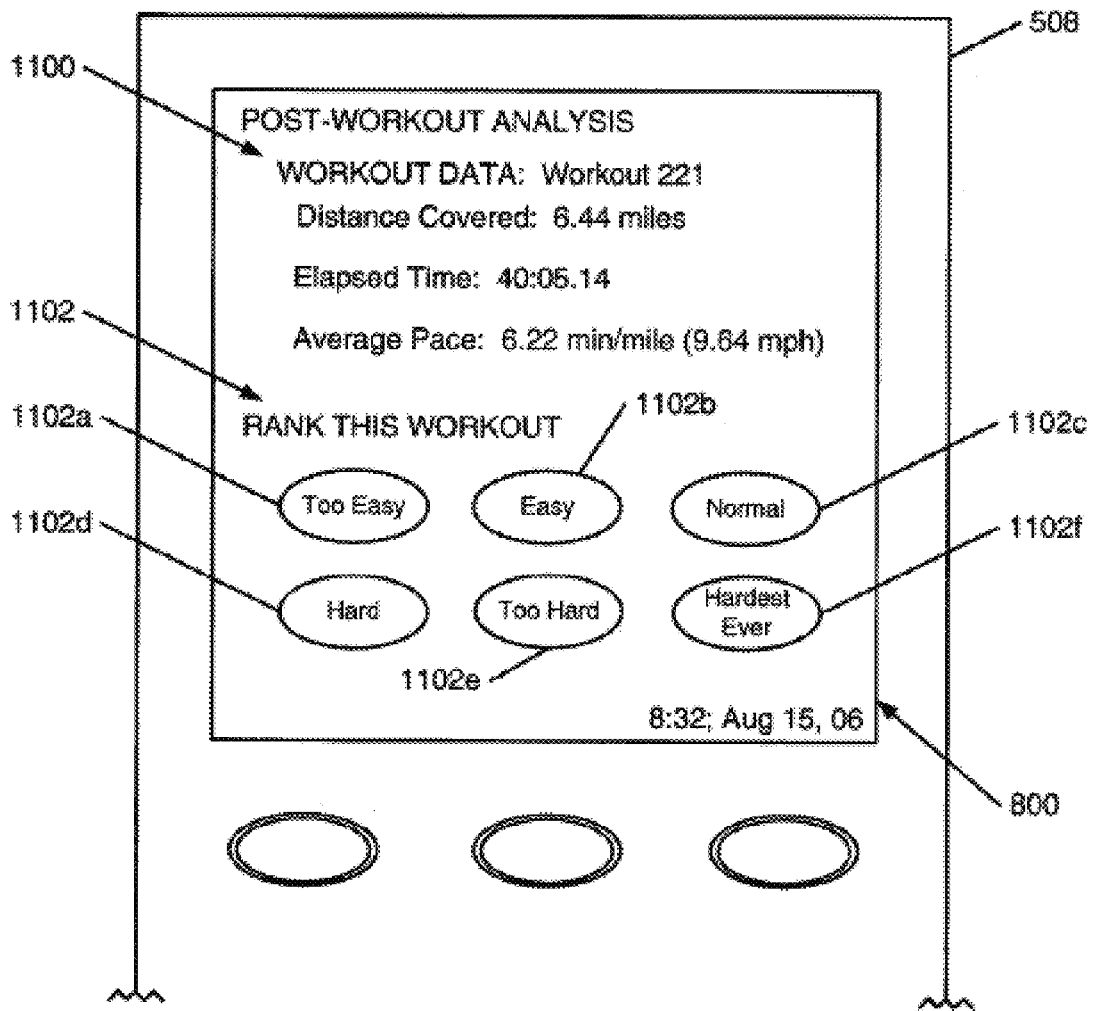 508
1100
POST-WORKOUT ANALYSIS
WORKOUT DATA: Workout 221
Distance Covered: 6.44 miles
Elapsed Time: 40:05.14
1102
Average Pace: 6.22 min/mile (9.64 mph)
1102a
1102b
RANK THIS WORKOUT
1102c
Too Easy
Easy
Normal
1102d
1102f
Hard
Too Hard
Hardest
Ever
1102e
8:32; Aug 15, 06
800